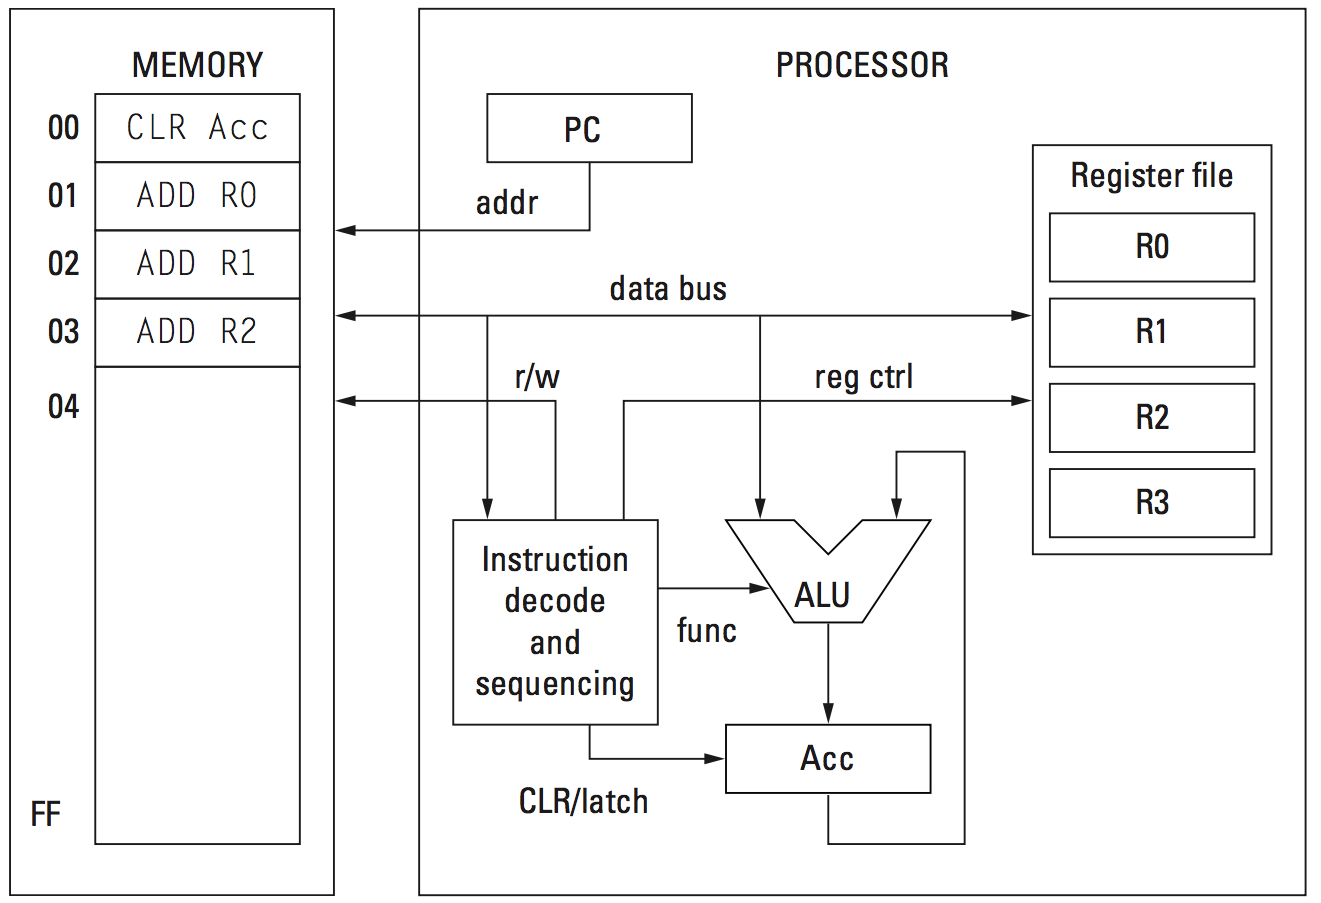 MEMORY
00
CLR Acc
01
ADD R0
02
ADD R1
03
ADD R2
04
FF
PROCESSOR
PC
addr
data bus
r/w
reg ctrl
Register file
R0
R1
R2
R3
Instruction
decode
and
sequencing
func
ALU
CLR/latch
Acc